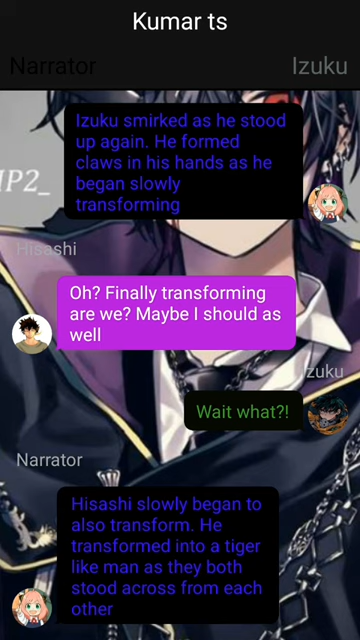 Kumar ts
Narrator
Izuku
Izuku smirked as he stood
up again. He formed
claws in his hands as he
began slowly
transforming
IP2_
Hisashi
Oh? Finally transforming
are we? Maybe I should as
well
Izuku
Wait what?!
Narrator
Hisashi slowly began to
also transform. He
transformed into a tiger
like man as they both
stood across from each
other